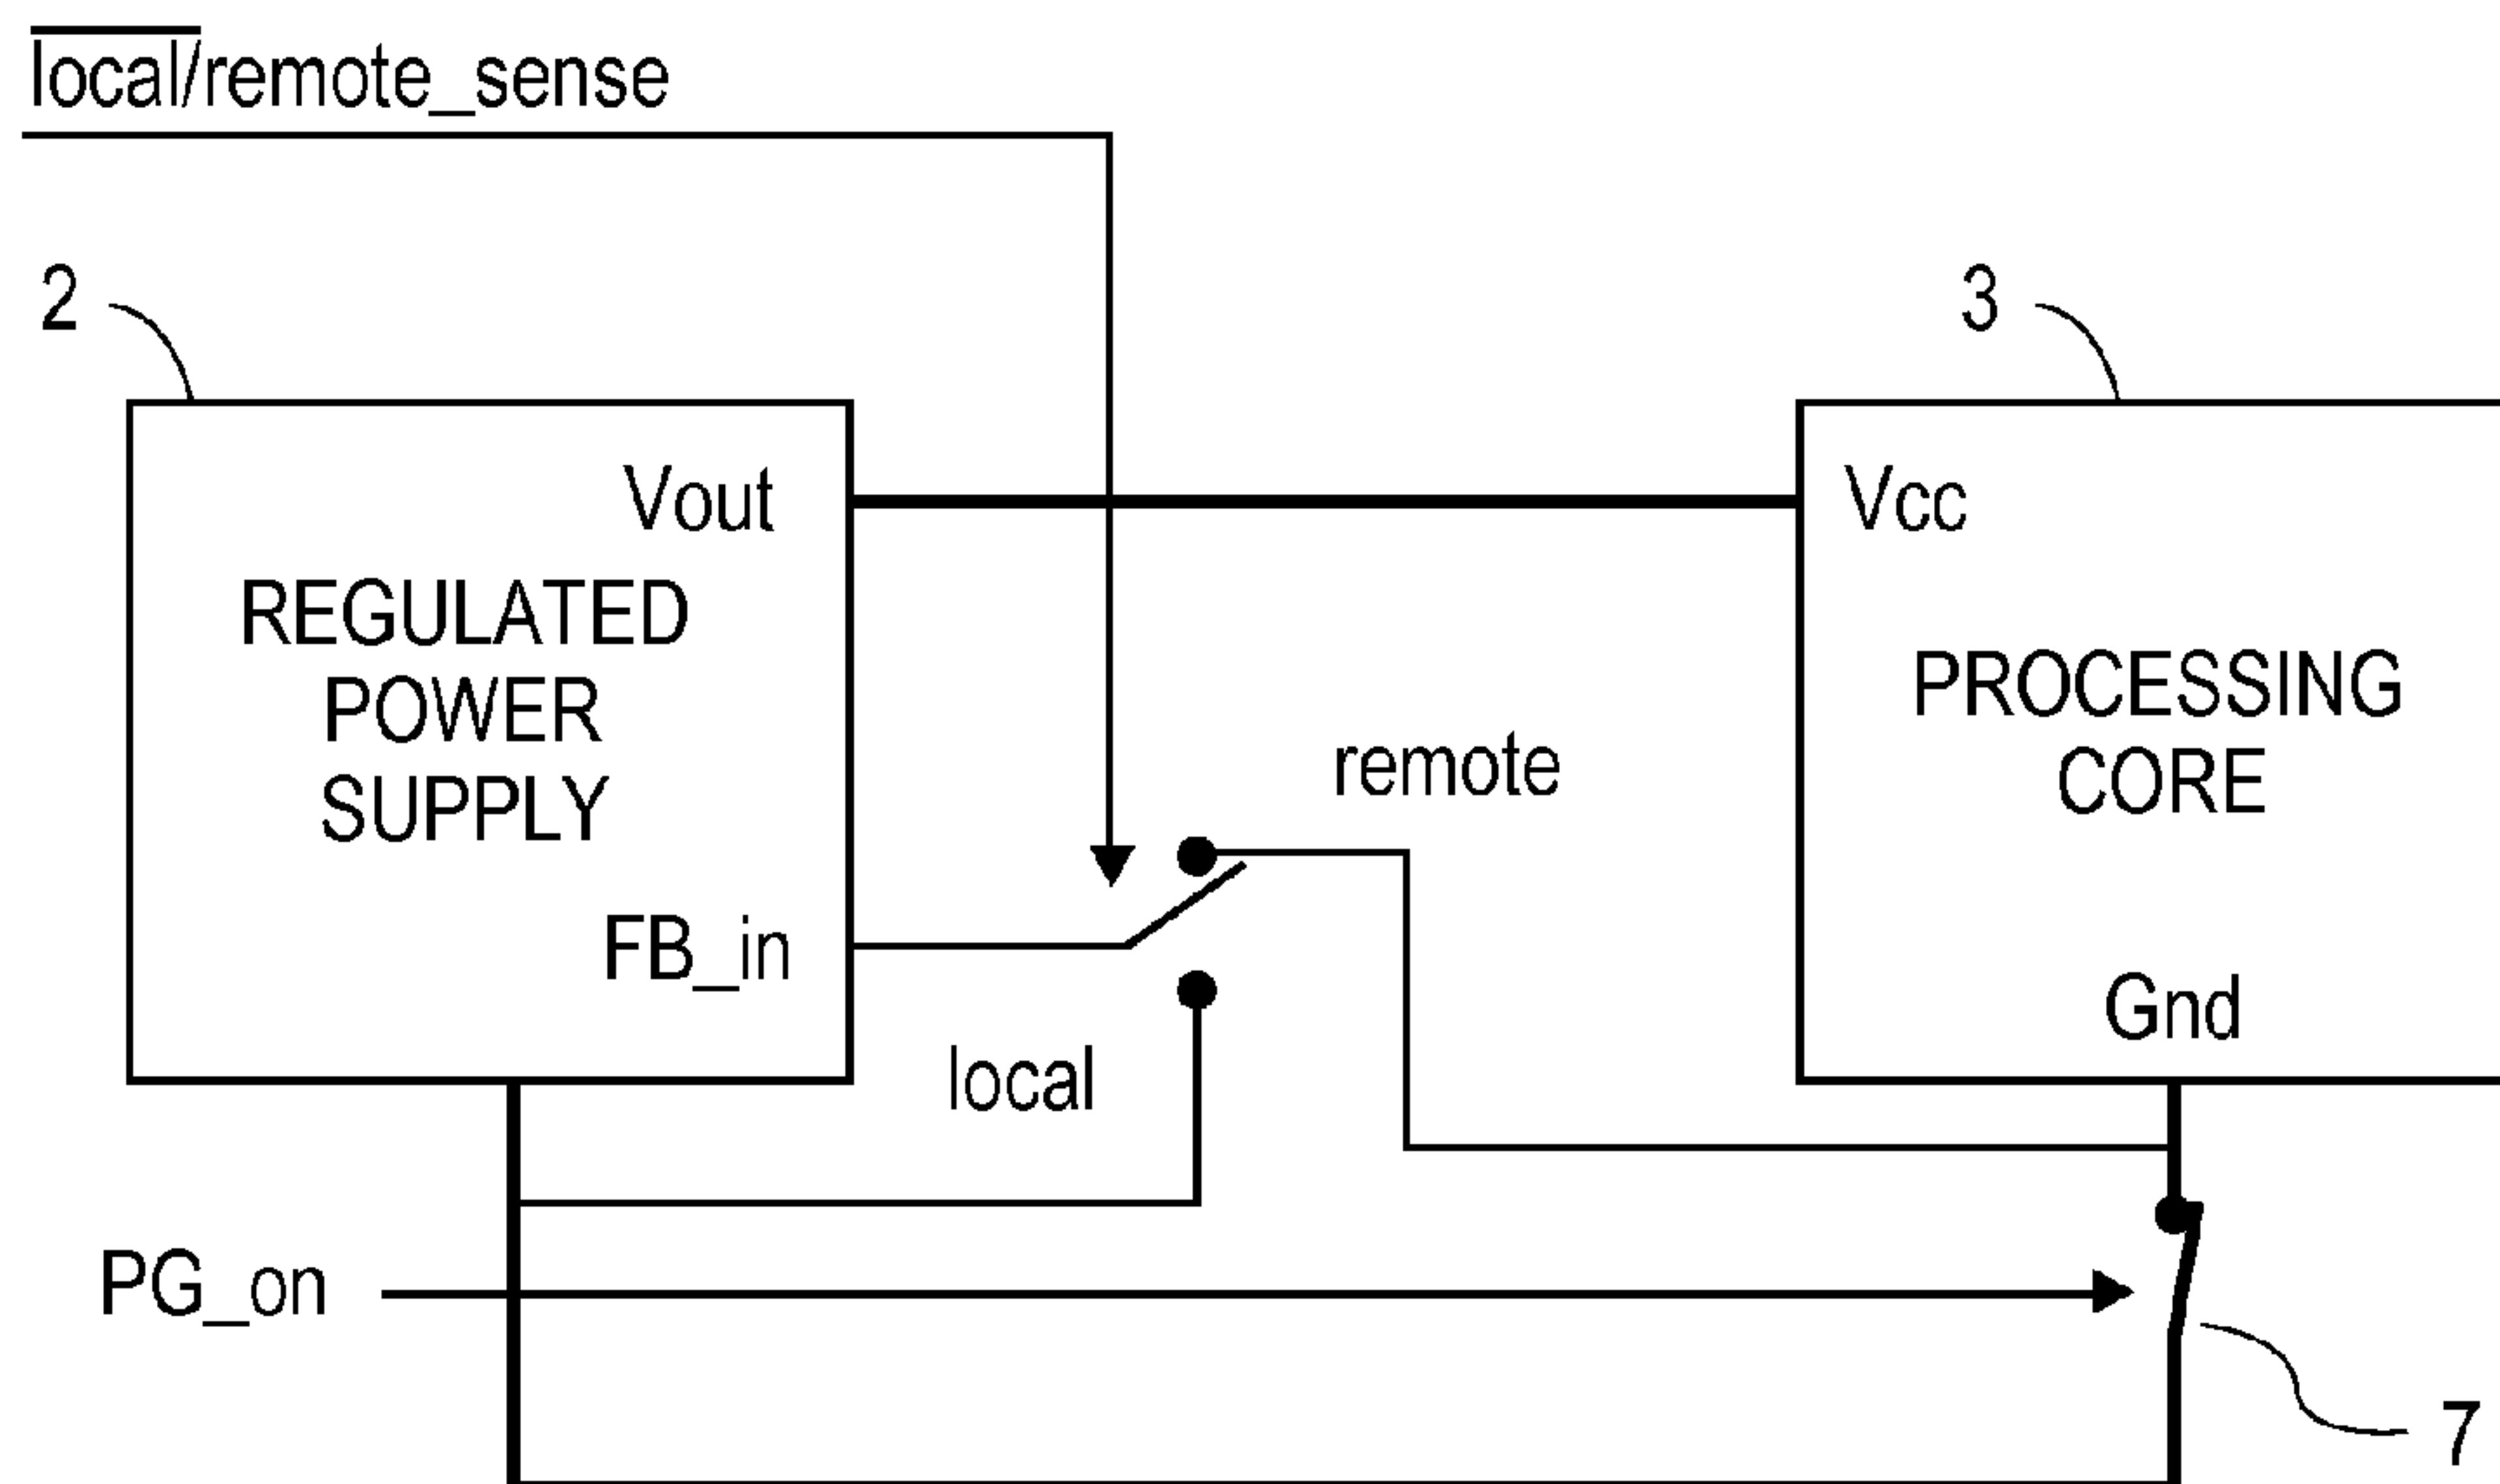 local/remote_sense
2
3
Vout
Vcc
REGULATED
POWER
SUPPLY
PROCESSING
CORE
remote
FB_in
Gnd
local
PG_on
7